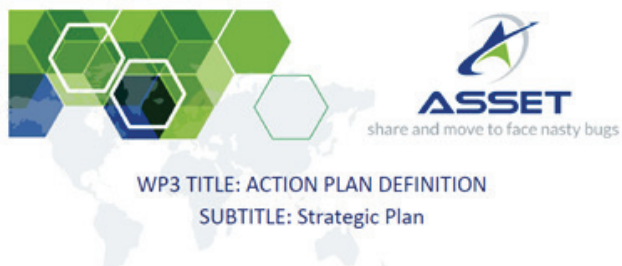 ASSET
share and move to face nasty bugs
WP3 TITLE: ACTION PLAN DEFINITION
SUBTITLE: Strategic Plan